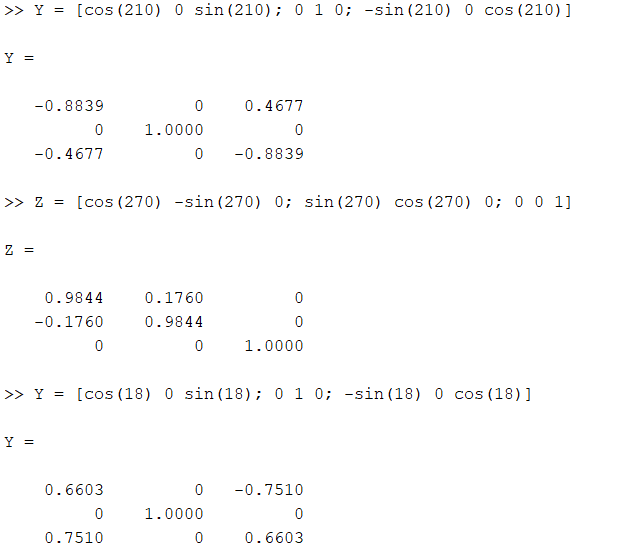 >> Y = [cos(210) 0 sin(210); 0 1 0; -sin(210) 0 cos(210)]
Y =
-0.8839 0 0.4677
0 1.0000 0
-0.4677 0 -0.8839
>> Z = [cos(270) -sin(270) 0; sin(270) cos(270) 0; 0 0 1]
Z =
0.9844 0.1760 0
-0.1760 0.9844 0
0 0 1.0000
>> Y = [cos(18) 0 sin(18); 0 1 0; -sin(18) 0 cos(18)]
Y =
0.6603 0 -0.7510
0 1.0000 0
0.7510 0 0.6603